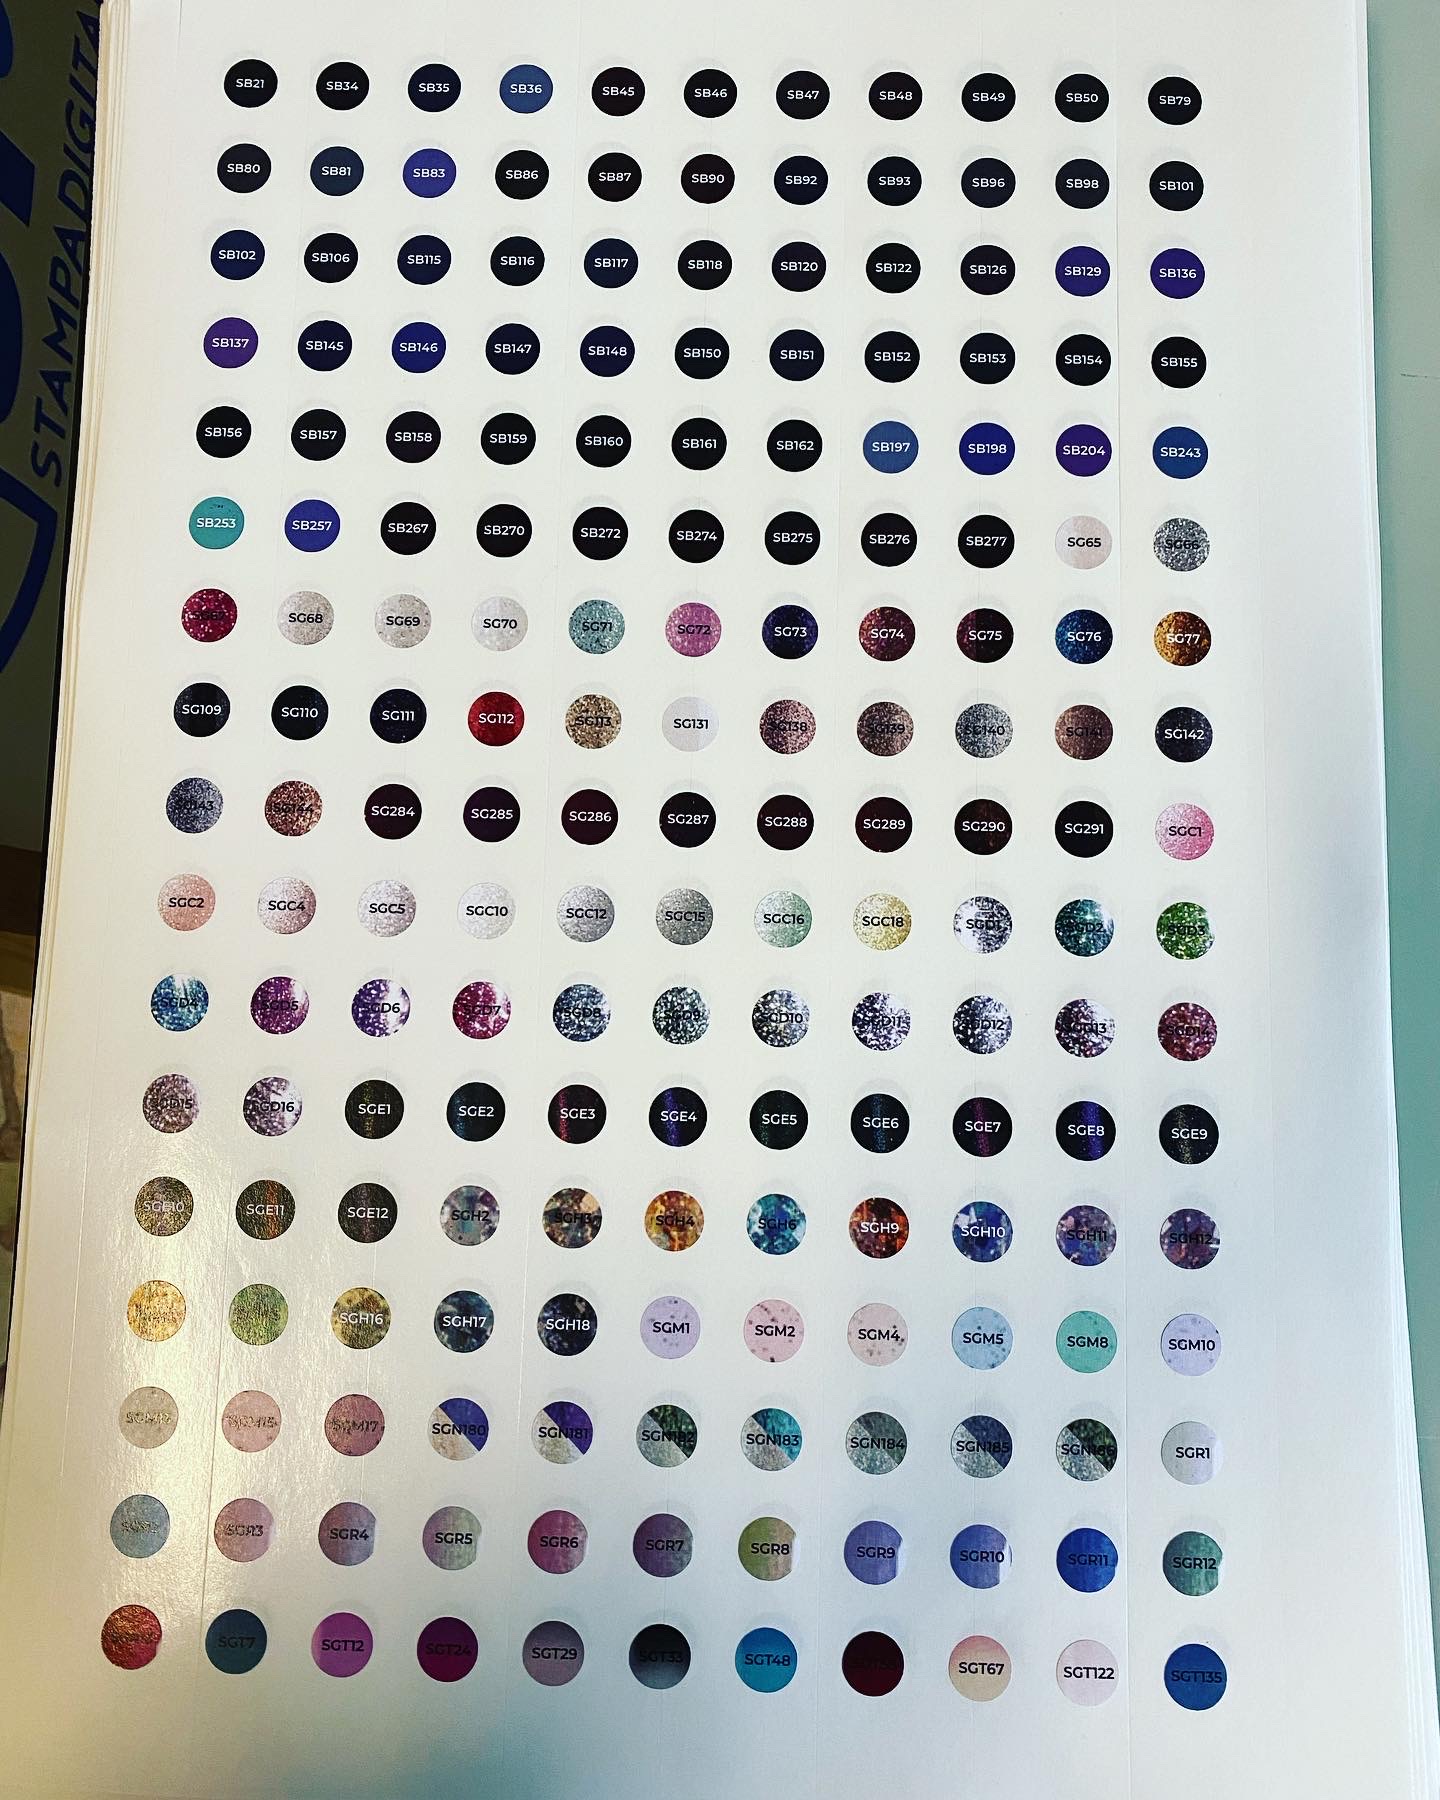 STAMPADIGITA
SB21 SB34 SB35 SB36 SB45 SB46 SB47 SB48 SB49 SB50 SB79
SB80 SB81 SB83 SB86 SB87 SB90 SB92 SB93 SB96 SB98 SB101
SB102 SB106 SB115 SB116 SB117 SB118 SB120 SB122 SB126 SB129 SB136
SB137 SB145 SB146 SB147 SB148 SB150 SB151 SB152 SB153 SB154 SB155
SB156 SB157 SB158 SB159 SB160 SB161 SB162 SB197 SB198 SB204 SB243
SB253 SB257 SB267 SB270 SB272 SB274 SB275 SB276 SB277 SG65 SG66
SG67 SG68 SG69 SG70 SG71 SG72 SG73 SG74 SG75 SG76 SG77
SG109 SG110 SG111 SG112 SG113 SG131 SG138 SG139 SG140 SG141 SG142
SG143 SG144 SG284 SG285 SG286 SG287 SG288 SG289 SG290 SG291 SGC1
SGC2 SGC4 SGC5 SGC10 SGC12 SGC15 SGC16 SGC18 SGD1 SGD2 SGD3
SGD4 SGD5 SGD6 SGD7 SGD8 SGD9 SGD10 SGD11 SGD12 SGD13 SGD14
SGD15 SGD16 SGE1 SGE2 SGE3 SGE4 SGE5 SGE6 SGE7 SGE8 SGE9
SGE10 SGE11 SGE12 SGH2 SGH3 SGH4 SGH6 SGH9 SGH10 SGH11 SGH12
SGH16 SGH17 SGH18 SGM1 SGM2 SGM4 SGM5 SGM8 SGM10
SGM15 SGM17 SGN180 SGN181 SGN182 SGN183 SGN184 SGN185 SGN186 SGR1
SGR3 SGR4 SGR5 SGR6 SGR7 SGR8 SGR9 SGR10 SGR11 SGR12
SGT7 SGT12 SGT24 SGT29 SGT33 SGT48 SGT67 SGT122 SGT135